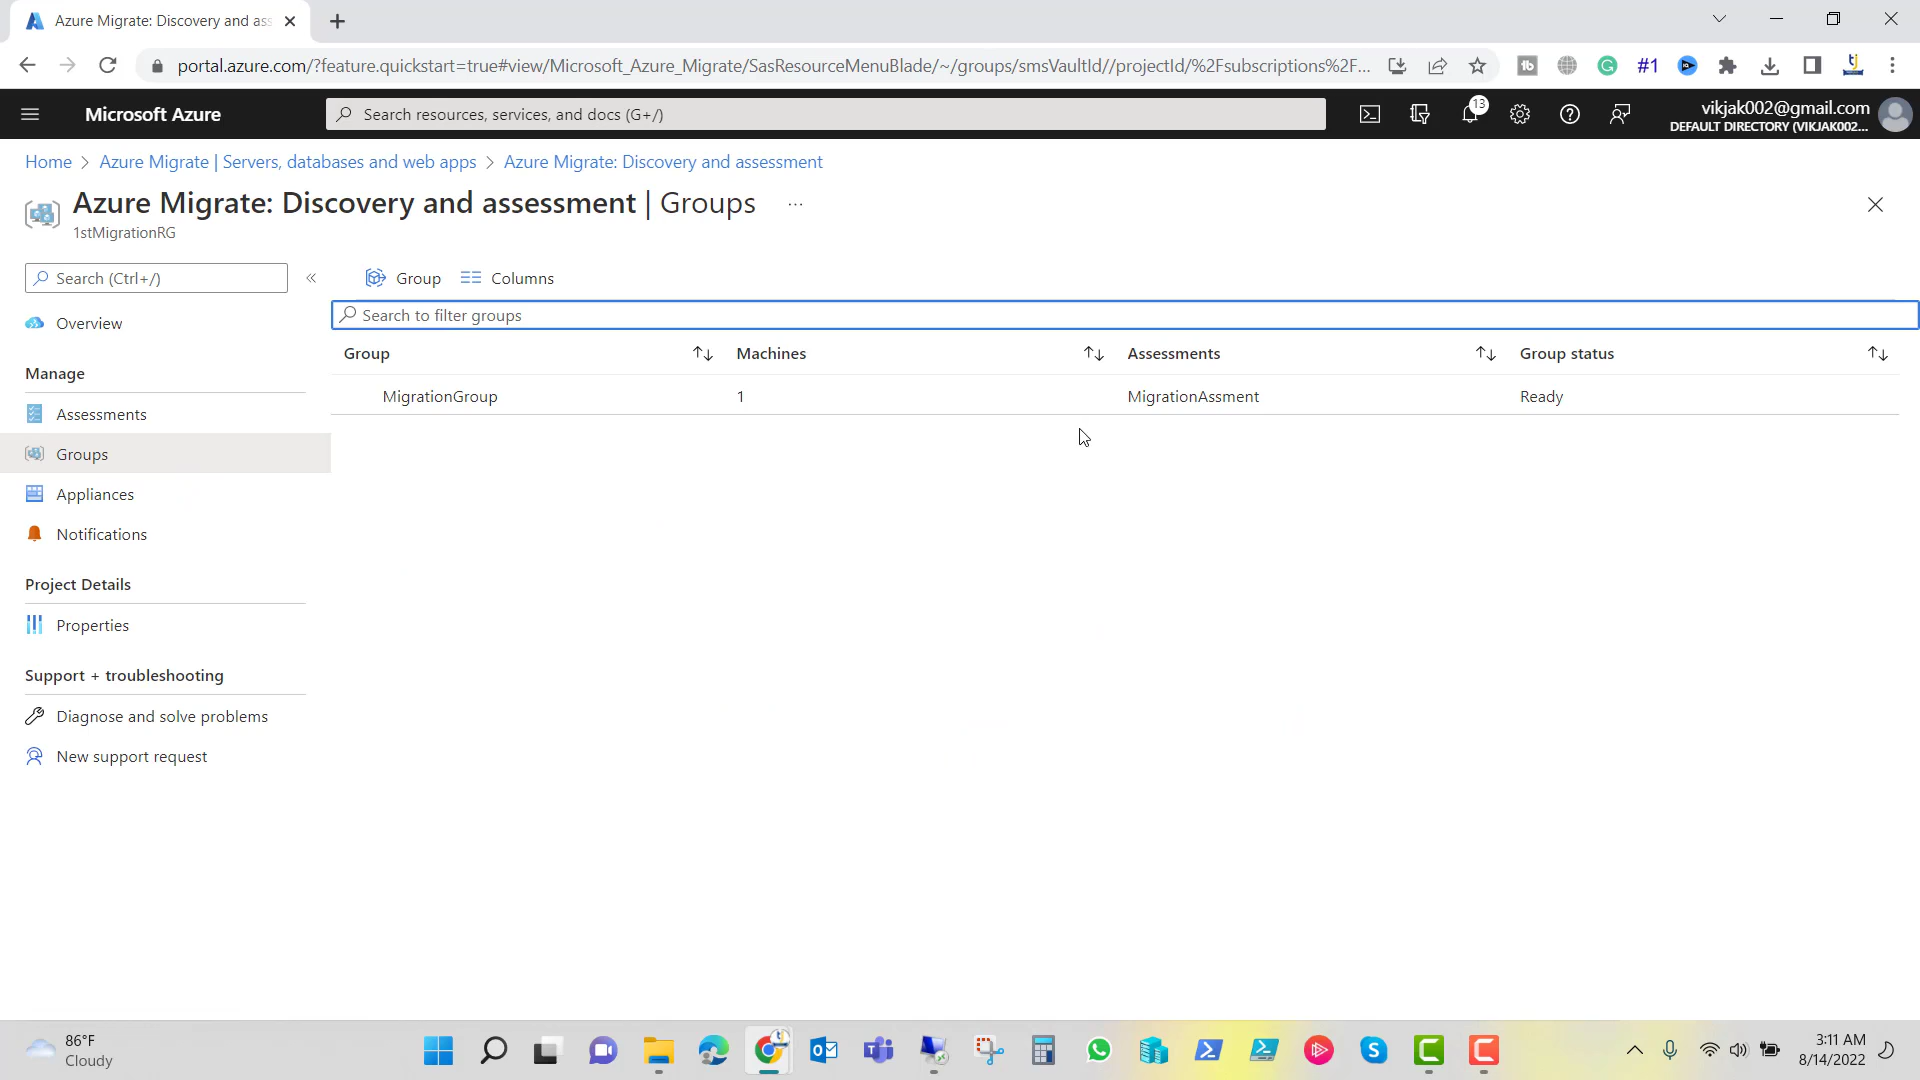 Azure Migrate: Discovery and ass
portal.azure.com/?feature.quickstart=true#view/Microsoft_Azure_Migrate/SasResourceMenuBlade/~/groups/smsVaultId//projectId/%2Fsubscriptions%2F...
#1
Microsoft Azure
Search resources, services, and docs (G+/)
13
vikjak002@gmail.com
DEFAULT DIRECTORY (VIKJAK002...
Home > Azure Migrate | Servers, databases and web apps > Azure Migrate: Discovery and assessment
Azure Migrate: Discovery and assessment | Groups ...
1stMigrationRG
Search (Ctrl+/)
«
Group
Columns
Overview
Search to filter groups
Group Machines Assessments Group status
MigrationGroup 1 MigrationAssment Ready
Manage
Assessments
Groups
Appliances
Notifications
Project Details
Properties
Support + troubleshooting
Diagnose and solve problems
New support request
86°F
Cloudy
3:11 AM
8/14/2022